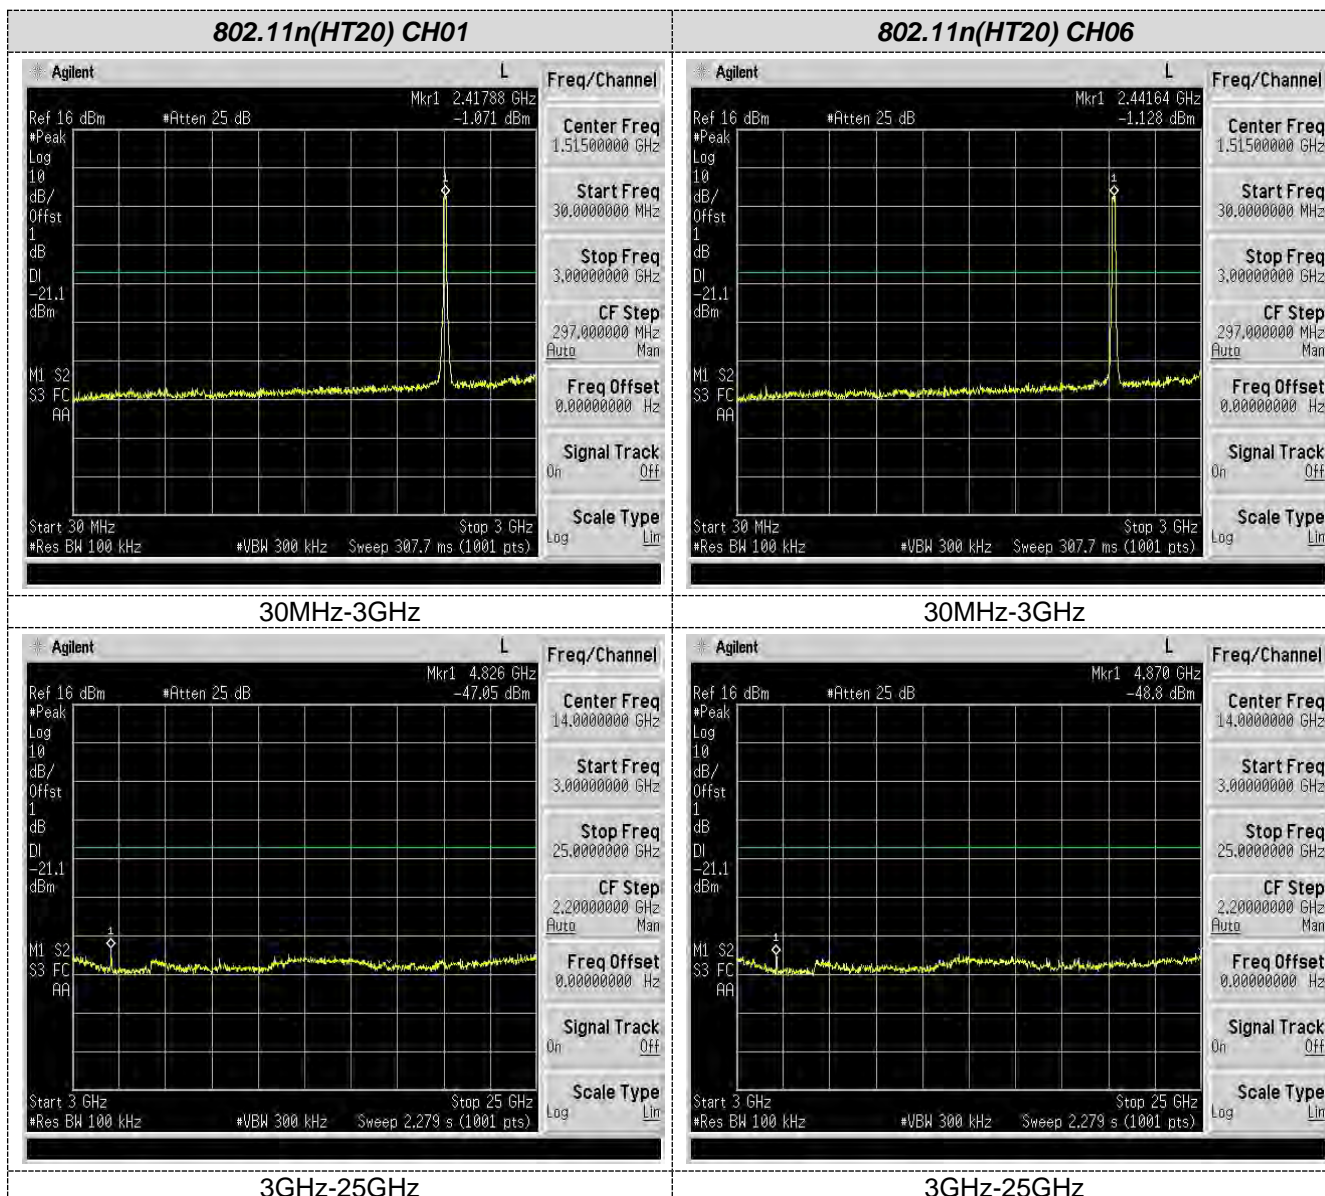 802.11n(HT20) CH01
802.11n(HT20) CH06
Agilent
L
Mkr1 2.41788 GHz
Ref 16 dBm #Atten 25 dB -1.071 dBm
#Peak
Log
10
dB/
Offst
1
dB
DI
-21.1
dBm
M1 S2
S3 FC
AA
1
Start 30 MHz Stop 3 GHz
#Res BW 100 kHz #VBW 300 kHz Sweep 307.7 ms (1001 pts)
Freq/Channel
Center Freq
1.51500000 GHz
Start Freq
30.0000000 MHz
Stop Freq
3.00000000 GHz
CF Step
297.000000 MHz
Auto Man
Freq Offset
0.00000000 Hz
Signal Track
On Off
Scale Type
Log Lin
30MHz-3GHz
Agilent
L
Mkr1 2.44164 GHz
Ref 16 dBm #Atten 25 dB -1.128 dBm
#Peak
Log
10
dB/
Offst
1
dB
DI
-21.1
dBm
M1 S2
S3 FC
AA
1
Start 30 MHz Stop 3 GHz
#Res BW 100 kHz #VBW 300 kHz Sweep 307.7 ms (1001 pts)
Freq/Channel
Center Freq
1.51500000 GHz
Start Freq
30.0000000 MHz
Stop Freq
3.00000000 GHz
CF Step
297.000000 MHz
Auto Man
Freq Offset
0.00000000 Hz
Signal Track
On Off
Scale Type
Log Lin
30MHz-3GHz
Agilent
L
Mkr1 4.826 GHz
Ref 16 dBm #Atten 25 dB -47.05 dBm
#Peak
Log
10
dB/
Offst
1
dB
DI
-21.1
dBm
M1 S2
S3 FC
AA
1
Start 3 GHz Stop 25 GHz
#Res BW 100 kHz #VBW 300 kHz Sweep 2.279 s (1001 pts)
Freq/Channel
Center Freq
14.0000000 GHz
Start Freq
3.00000000 GHz
Stop Freq
25.0000000 GHz
CF Step
2.20000000 GHz
Auto Man
Freq Offset
0.00000000 Hz
Signal Track
On Off
Scale Type
Log Lin
3GHz-25GHz
Agilent
L
Mkr1 4.870 GHz
Ref 16 dBm #Atten 25 dB -48.8 dBm
#Peak
Log
10
dB/
Offst
1
dB
DI
-21.1
dBm
M1 S2
S3 FC
AA
1
Start 3 GHz Stop 25 GHz
#Res BW 100 kHz #VBW 300 kHz Sweep 2.279 s (1001 pts)
Freq/Channel
Center Freq
14.0000000 GHz
Start Freq
3.00000000 GHz
Stop Freq
25.0000000 GHz
CF Step
2.20000000 GHz
Auto Man
Freq Offset
0.00000000 Hz
Signal Track
On Off
Scale Type
Log Lin
3GHz-25GHz